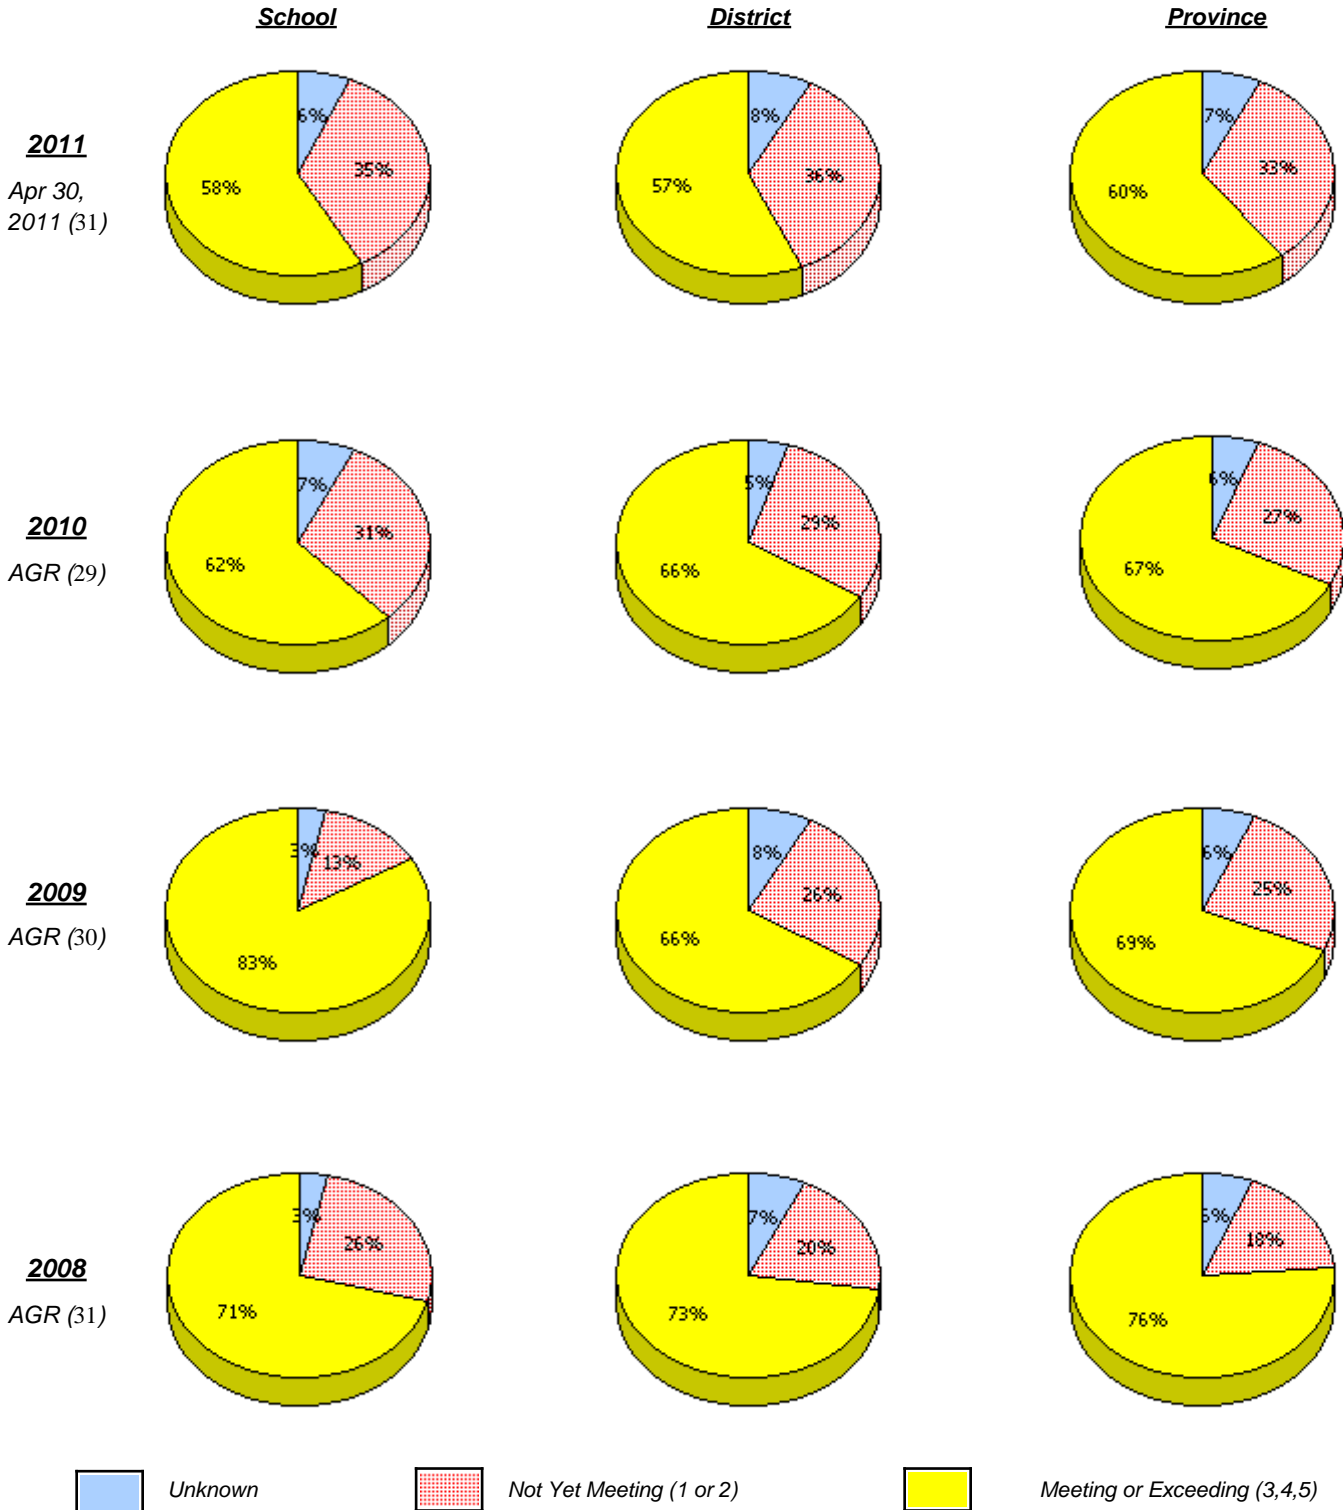 School District Province
2011
Apr 30,
2011 (31)
6% 35% 58%
8% 36% 57%
7% 33% 60%
2010
AGR (29)
7% 31% 62%
5% 29% 66%
6% 27% 67%
2009
AGR (30)
3% 13% 83%
8% 26% 66%
6% 25% 69%
2008
AGR (31)
3% 26% 71%
7% 20% 73%
18% 76%
Unknown Not Yet Meeting (1 or 2) Meeting or Exceeding (3,4,5)